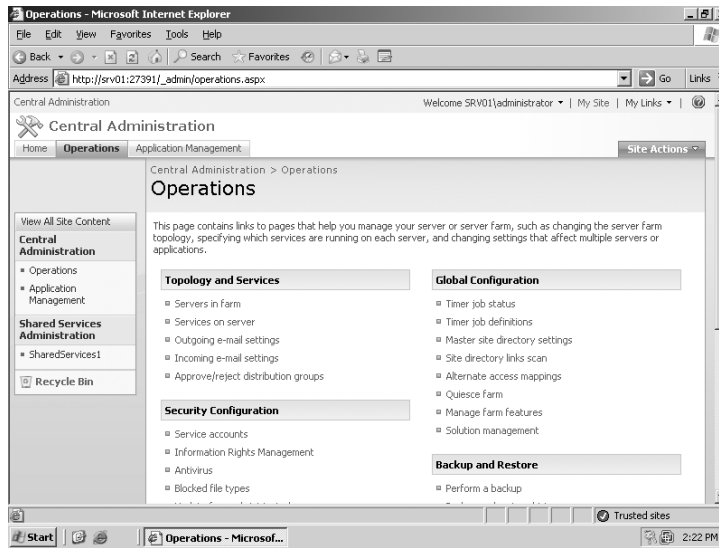 Operations - Microsoft Internet Explorer
File Edit View Favorites Tools Help
Back Search Favorites
Address http://srv01:27391/_admin/operations.aspx Go Links
Central Administration
Welcome SRV01\administrator | My Site | My Links |
Central Administration
Home Operations Application Management
Site Actions
Central Administration > Operations
Operations
View All Site Content
Central
Administration
Operations
Application
Management
Shared Services
Administration
SharedServices1
Recycle Bin
This page contains links to pages that help you manage your server or server farm, such as changing the server farm
topology, specifying which services are running on each server, and changing settings that affect multiple servers or
applications.
Topology and Services
Servers in farm
Services on server
Outgoing e-mail settings
Incoming e-mail settings
Approve/reject distribution groups
Security Configuration
Service accounts
Information Rights Management
Antivirus
Blocked file types
Global Configuration
Timer job status
Timer job definitions
Master site directory settings
Site directory links scan
Alternate access mappings
Quiesce farm
Manage farm features
Solution management
Backup and Restore
Perform a backup
Trusted sites
Start Operations - Microsof... 2:22 PM